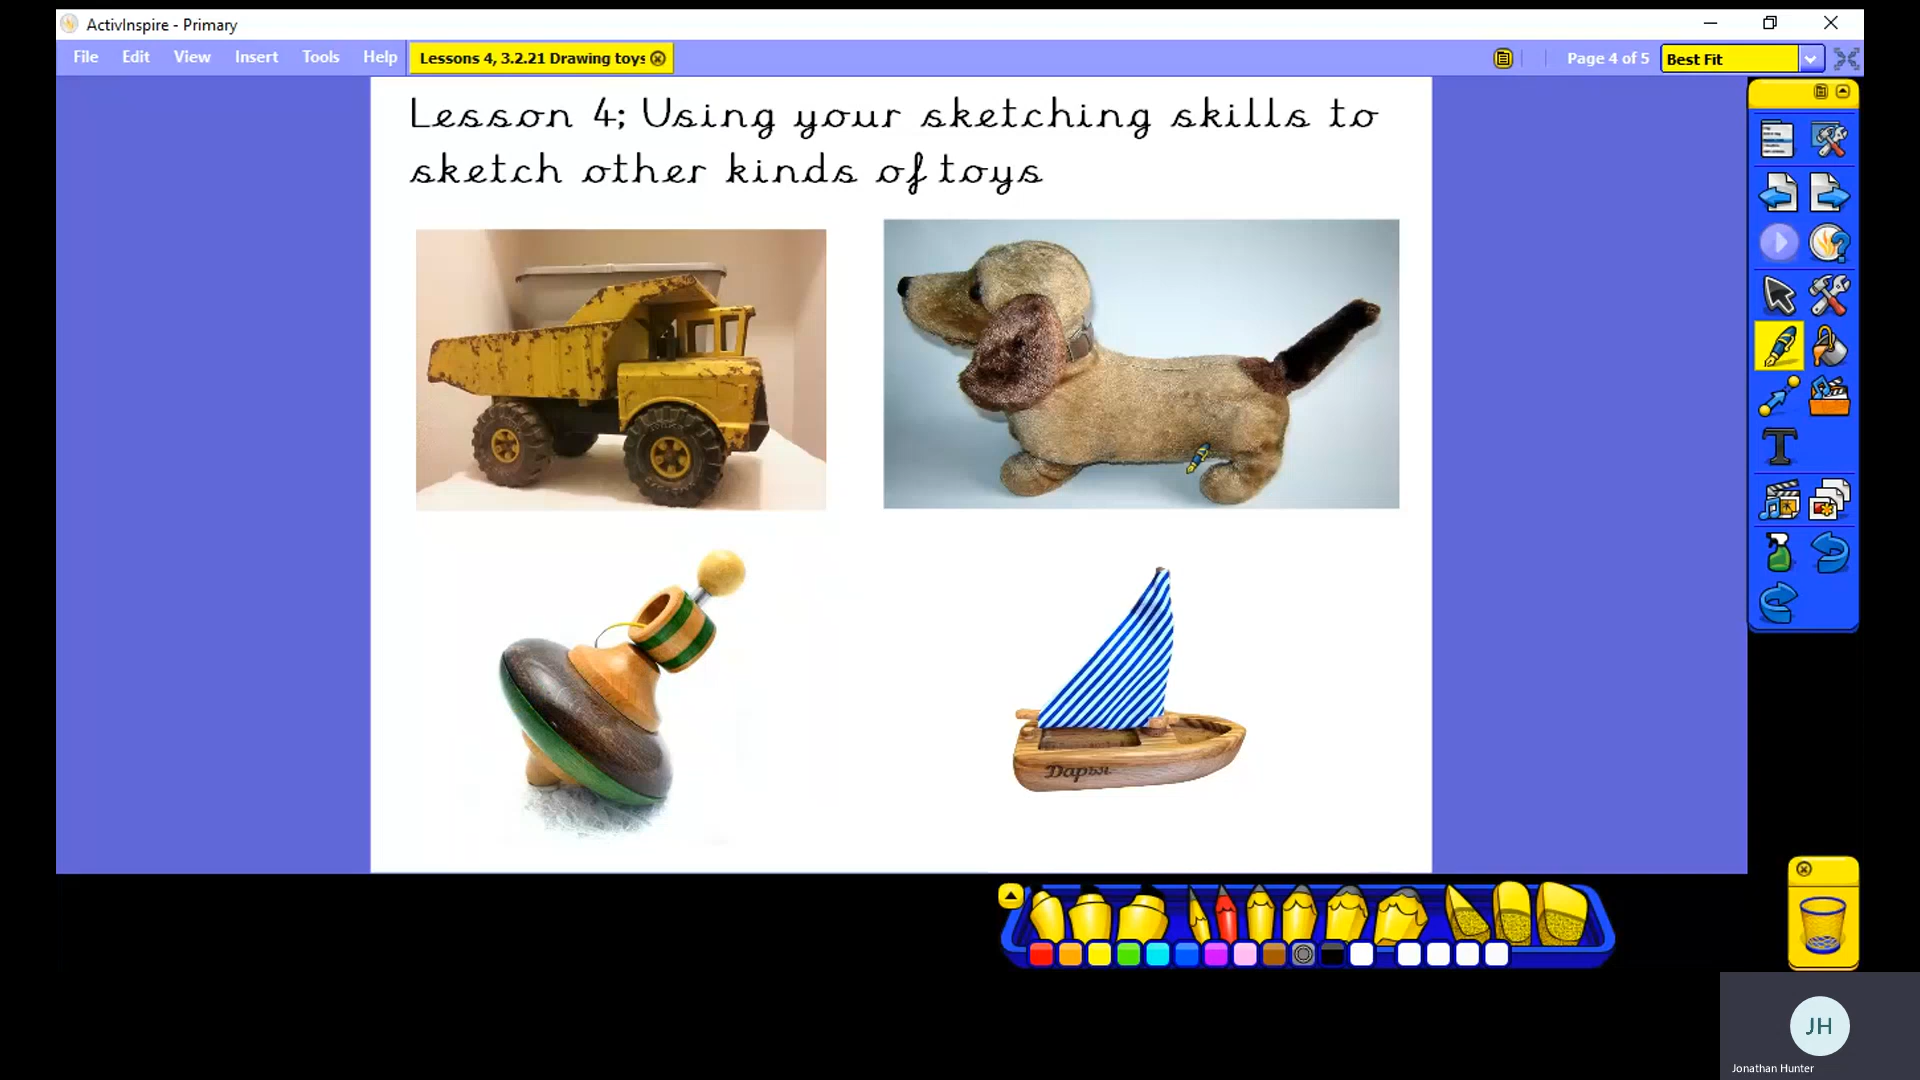 ActivInspire - Primary
File Edit View Insert Tools Help
Lessons 4, 3.2.21 Drawing toys
Page 4 of 5
Best Fit
Lesson 4; Using your sketching skills to
sketch other kinds of toys
Дарья
JH
Jonathan Hunter